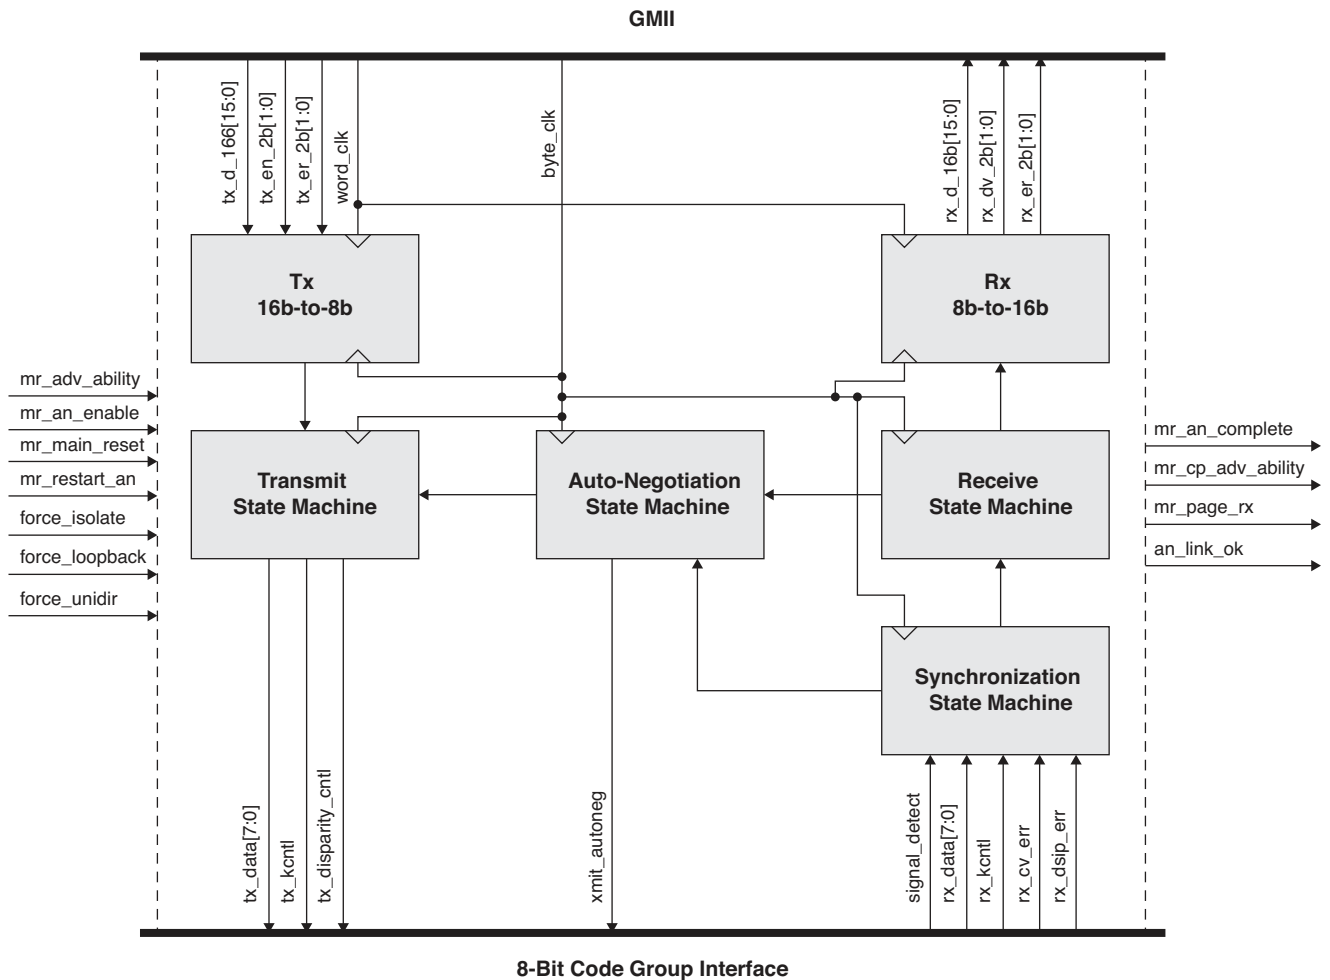 GMII
tx_d_166[15:0]
tx_en_2b[1:0]
tx_er_2b[1:0]
word_clk
byte_clk
rx_d_16b[15:0]
rx_dv_2b[1:0]
rx_er_2b[1:0]
Tx
16b-to-8b
Rx
8b-to-16b
mr_adv_ability
mr_an_enable
mr_main_reset
mr_restart_an
force_isolate
force_loopback
force_unidir
Transmit
State Machine
Auto-Negotiation
State Machine
Receive
State Machine
mr_an_complete
mr_cp_adv_ability
mr_page_rx
an_link_ok
Synchronization
State Machine
tx_data[7:0]
tx_kcntl
tx_disparity_cntl
xmit_autoneg
signal_detect
rx_data[7:0]
rx_kcntl
rx_cv_err
rx_dsip_err
8-Bit Code Group Interface